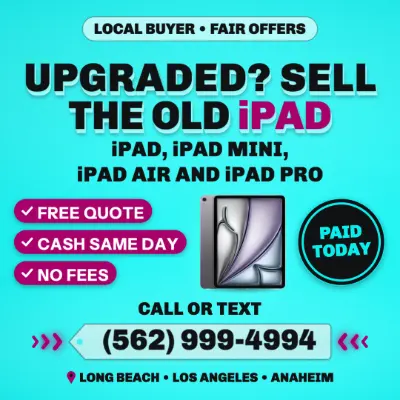 LOCAL BUYER • FAIR OFFERS
UPGRADED? SELL
THE OLD iPAD
iPAD, iPAD MINI,
iPAD AIR AND iPAD PRO
FREE QUOTE
CASH SAME DAY
NO FEES
PAID
TODAY
CALL OR TEXT
(562) 999-4994
LONG BEACH • LOS ANGELES • ANAHEIM